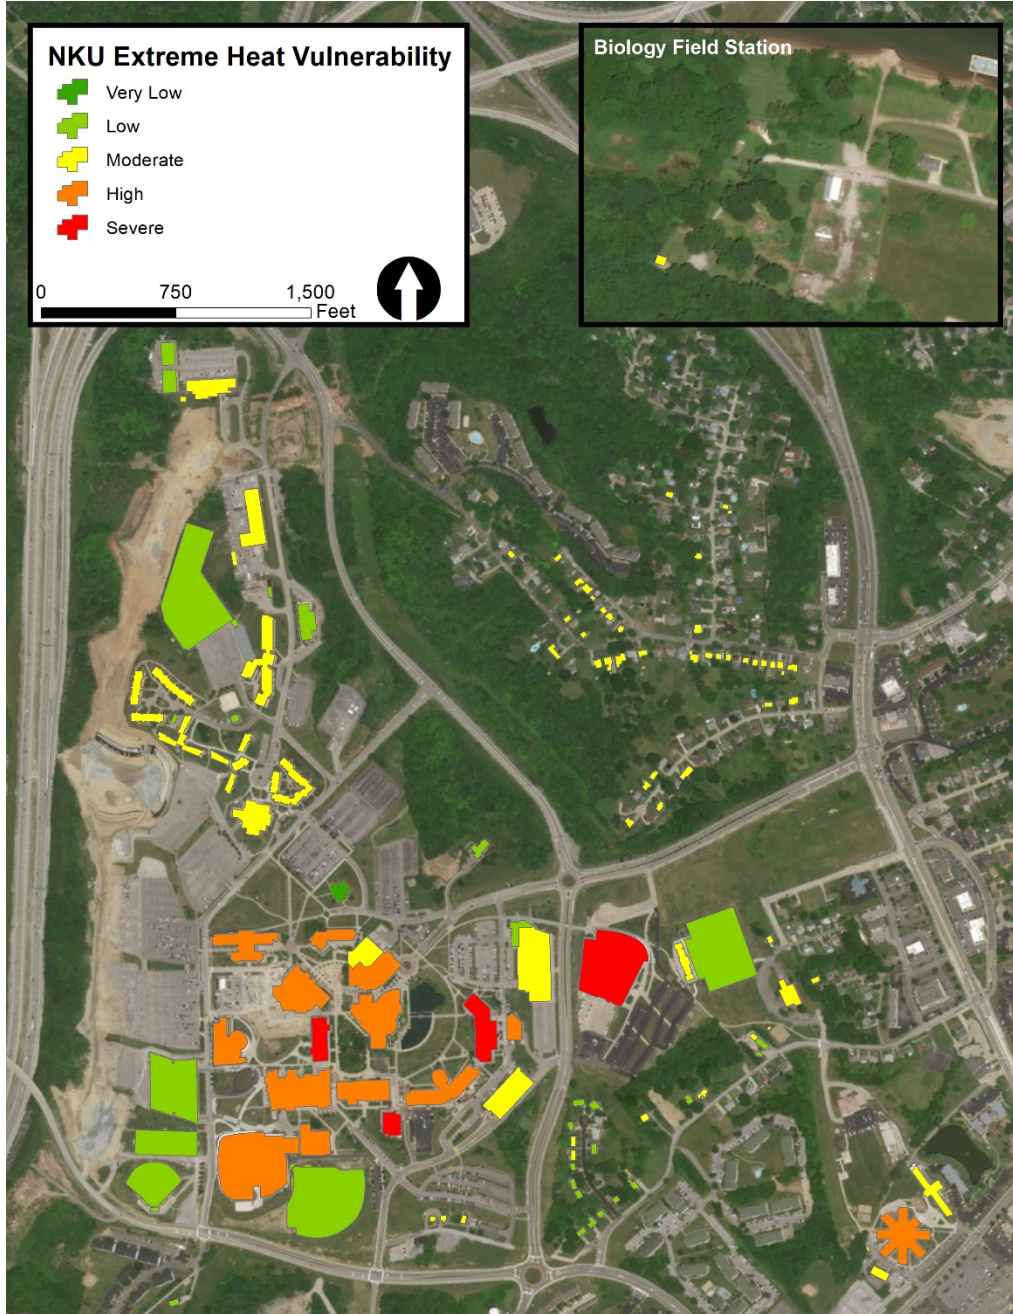 NKU Extreme Heat Vulnerability
Very Low
Low
Moderate
High
Severe
0 750 1,500
Feet
Biology Field Station